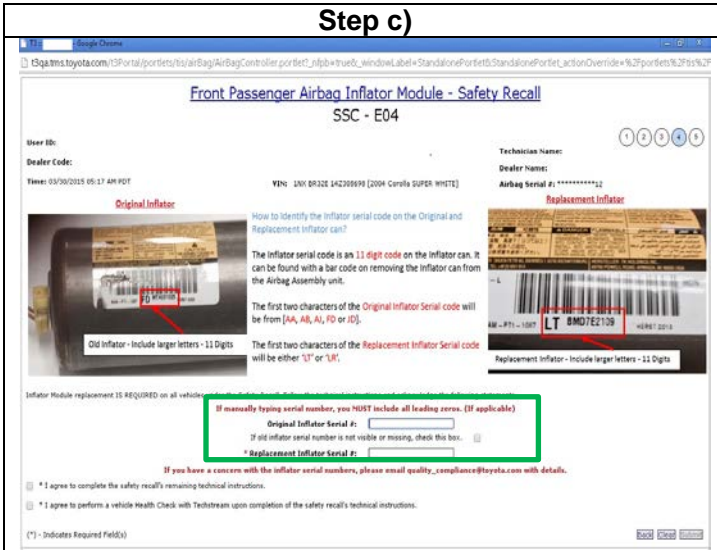 Step c)
- Google Chrome
t3qa.tms.toyota.com/t3Portal/portlets/tis/airBag/AirBagController.portlet?_nfpb=true&_windowLabel=StandalonePortlet&StandalonePortlet_actionOverride=%2Fportlets%2Ftis%2F
Front Passenger Airbag Inflator Module - Safety Recall
SSC - E04
1 2 3 4 5
User ID:
Technician Name:
Dealer Code:
Dealer Name:
Time: 03/30/2015 05:17 AM PDT
VIN: 1NX BR32E 14Z308698 [2004 Corolla SUPER WHITE]
Airbag Serial #: **********12
Original Inflator
Replacement Inflator
How to Identify the Inflator serial code on the Original and
Replacement Inflator can?
The Inflator serial code is an 11 digit code on the Inflator can. It
can be found with a bar code on removing the Inflator can from
the Airbag Assembly unit.
The first two characters of the Original Inflator Serial code will
be from [AA, AB, AJ, FD or JD].
The first two characters of the Replacement Inflator Serial code
will be either 'LT' or 'LR'.
FD
Old Inflator - Include larger letters - 11 Digits
LT BMD7E2109
Replacement Inflator - Include larger letters - 11 Digits
Inflator Module replacement IS REQUIRED on all vehicles
If manually typing serial number, you MUST include all leading zeros. (If applicable)
Original Inflator Serial #:
If old inflator serial number is not visible or missing, check this box.
* Replacement Inflator Serial #:
If you have a concern with the inflator serial numbers, please email quality_compliance@toyota.com with details.
* I agree to complete the safety recall's remaining technical instructions.
* I agree to perform a vehicle Health Check with Techstream upon completion of the safety recall's technical instructions.
(*) - Indicates Required Field(s)
Back Clear Submit